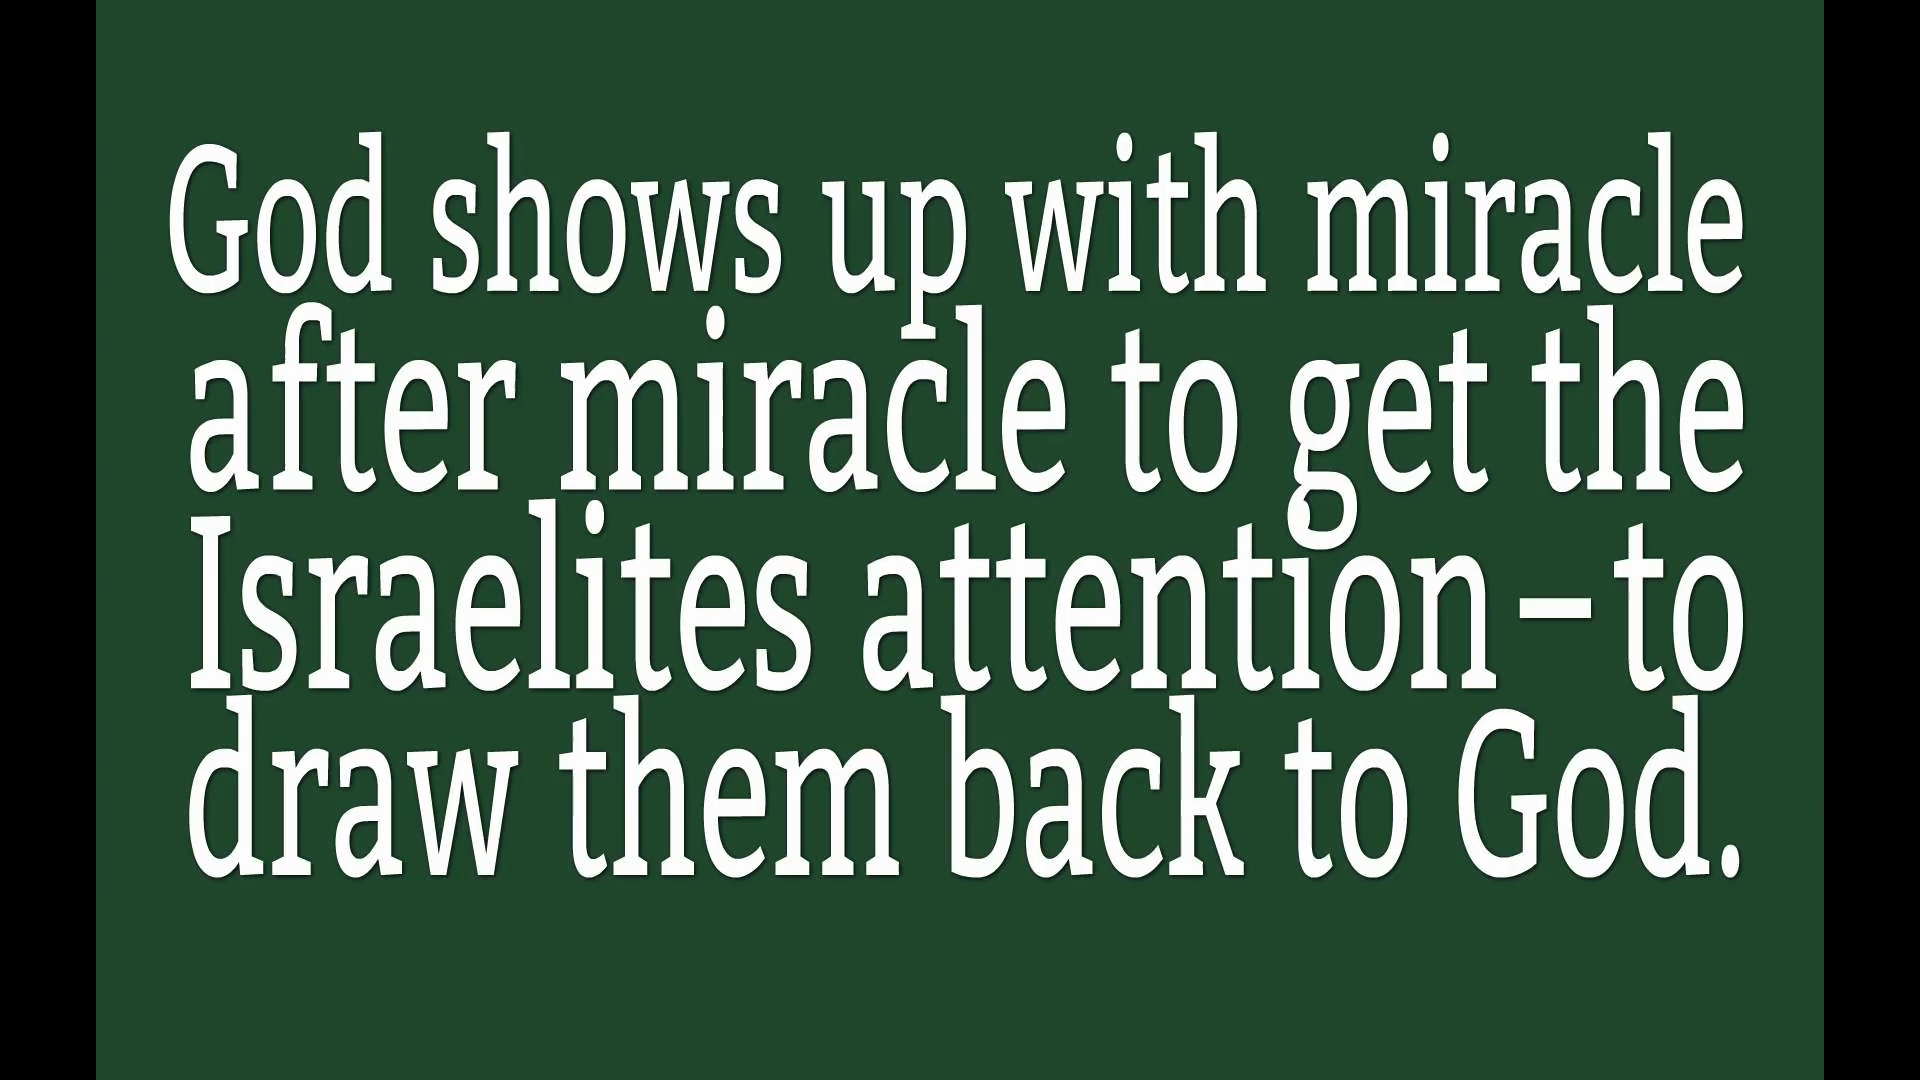 God shows up with miracle
after miracle to get the
Israelites attention – to
draw them back to God.